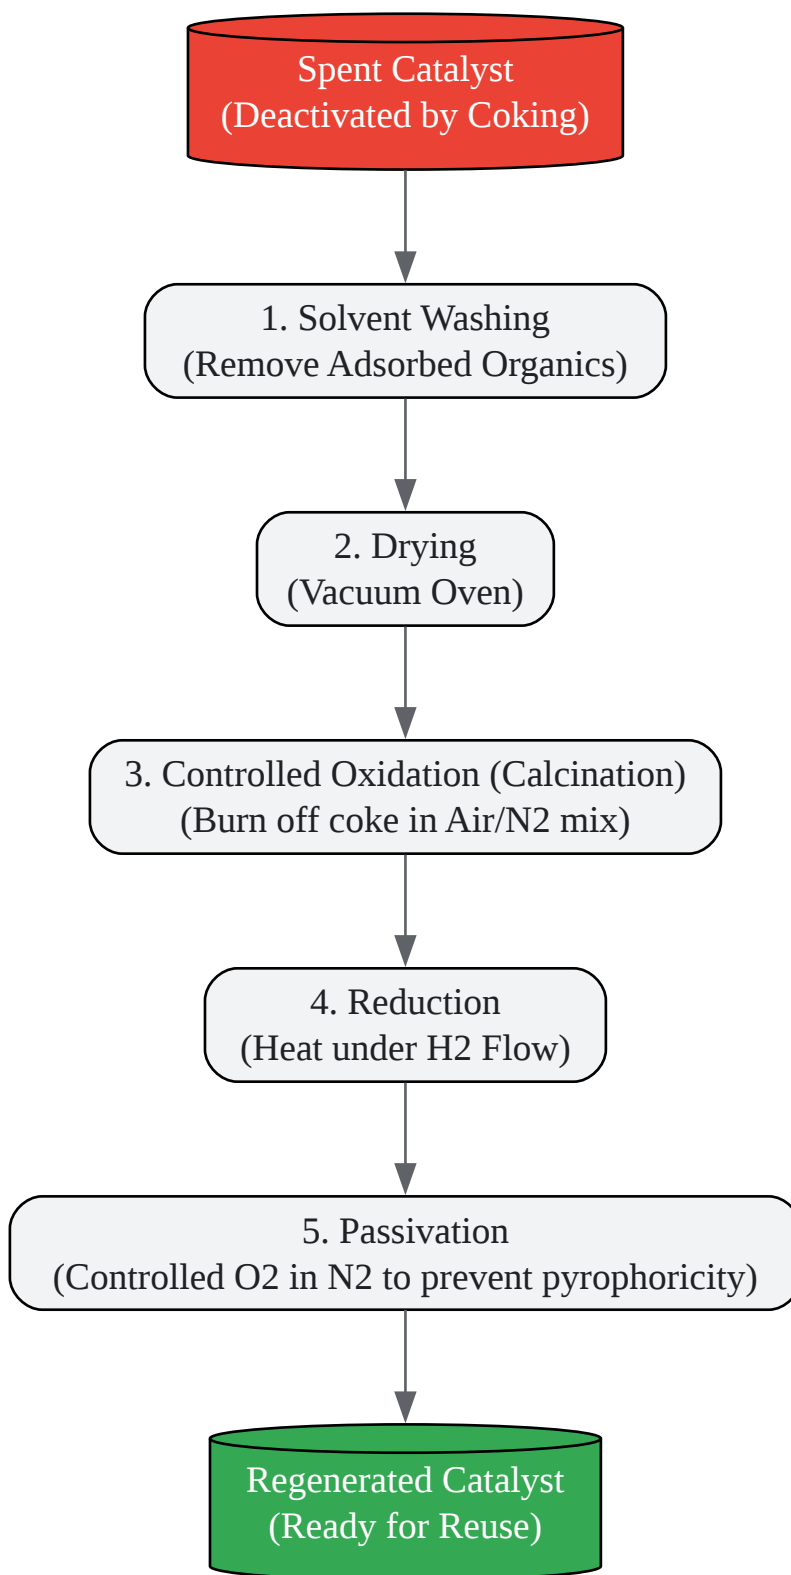 Spent Catalyst
(Deactivated by Coking)
1. Solvent Washing
(Remove Adsorbed Organics)
2. Drying
(Vacuum Oven)
3. Controlled Oxidation (Calcination)
(Burn off coke in Air/N2 mix)
4. Reduction
(Heat under H2 Flow)
5. Passivation
(Controlled O2 in N2 to prevent pyrophoricity)
Regenerated Catalyst
(Ready for Reuse)